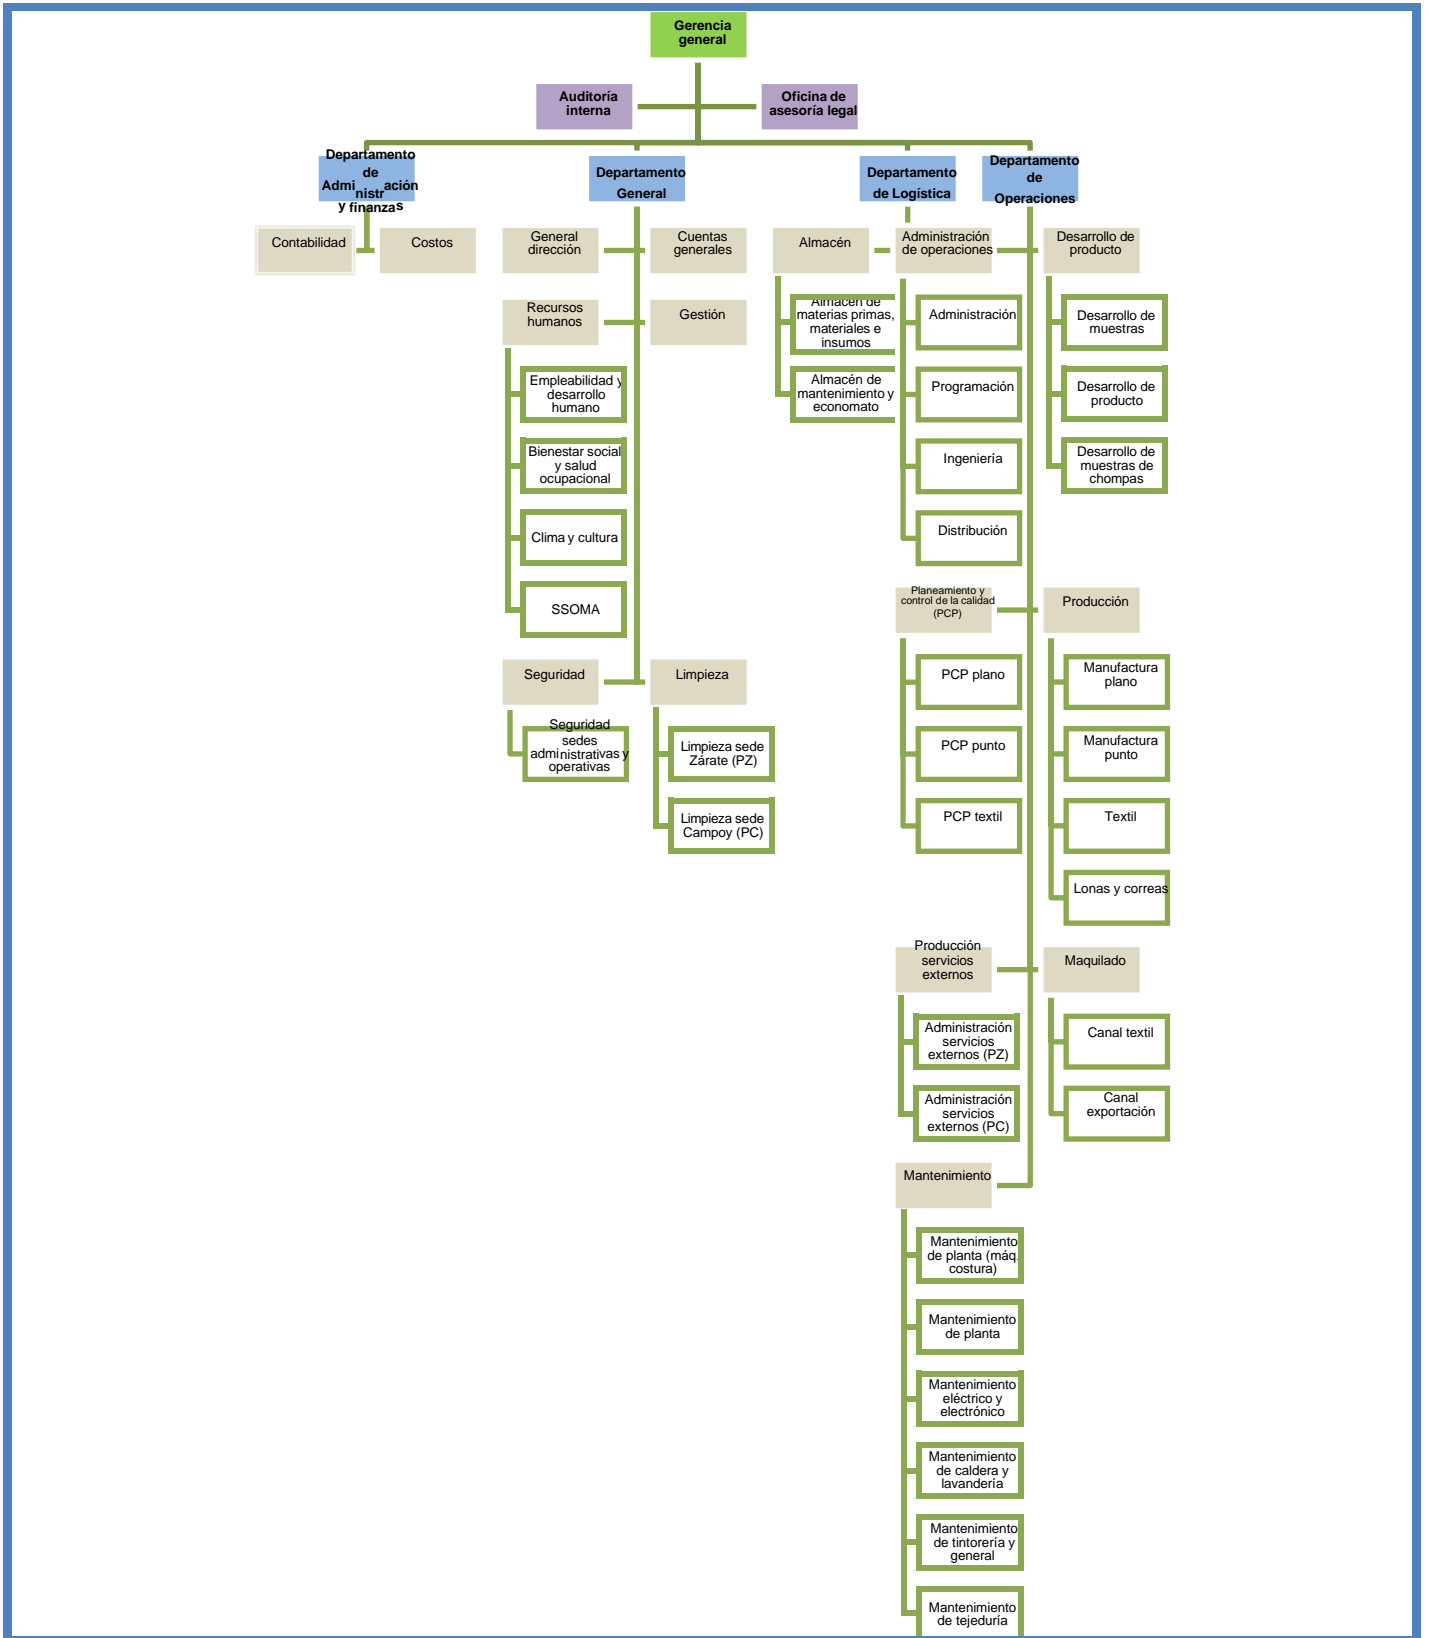 Gerencia
general
Auditoría
interna
Oficina de
asesoría legal
Departamento
de
Administración
y finanzas
Departamento
General
Departamento
de Logística
Departamento
de
Operaciones
Contabilidad
Costos
General
dirección
Cuentas
generales
Almacén
Administración
de operaciones
Desarrollo de
producto
Recursos
humanos
Gestión
Empleabilidad y
desarrollo
humano
Bienestar social
y salud
ocupacional
Clima y cultura
SSOMA
Seguridad
Limpieza
Seguridad
sedes
administrativas y
operativas
Limpieza sede
Zárate (PZ)
Limpieza sede
Campoy (PC)
Almacén de
materias primas,
materiales e
insumos
Almacén de
mantenimiento y
economato
Administración
Programación
Ingeniería
Distribución
Desarrollo de
muestras
Desarrollo de
producto
Desarrollo de
muestras de
chompas
Planeamiento y
control de la calidad
(PCP)
Producción
PCP plano
PCP punto
PCP textil
Manufactura
plano
Manufactura
punto
Textil
Lonas y correas
Producción
servicios
externos
Maquilado
Administración
servicios
externos (PZ)
Administración
servicios
externos (PC)
Canal textil
Canal
exportación
Mantenimiento
Mantenimiento
de planta (máq.
costura)
Mantenimiento
de planta
Mantenimiento
eléctrico y
electrónico
Mantenimiento
de caldera y
lavandería
Mantenimiento
de tintorería y
general
Mantenimiento
de tejeduría